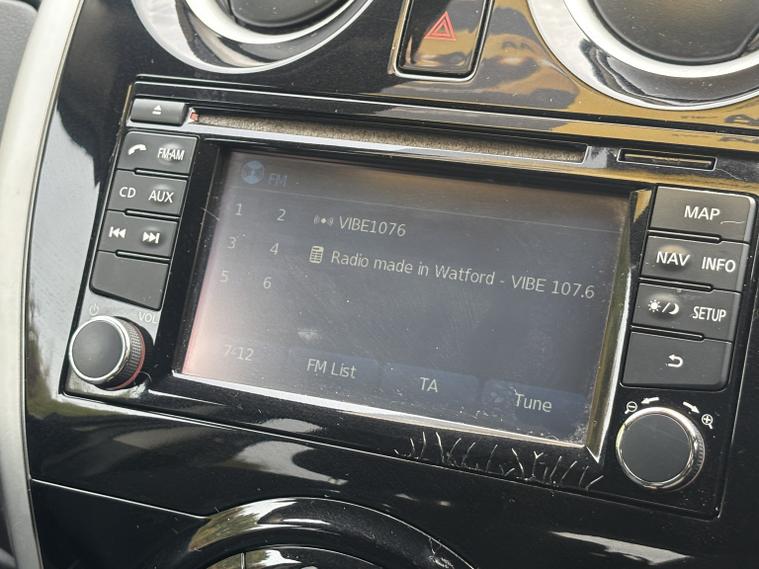 FM-AM
CD AUX
VOL
FM
1 2
3 4
5 6
7-12
VIBE1076
Radio made in Watford - VIBE 107.6
FM List
TA
Tune
MAP
NAV INFO
SETUP